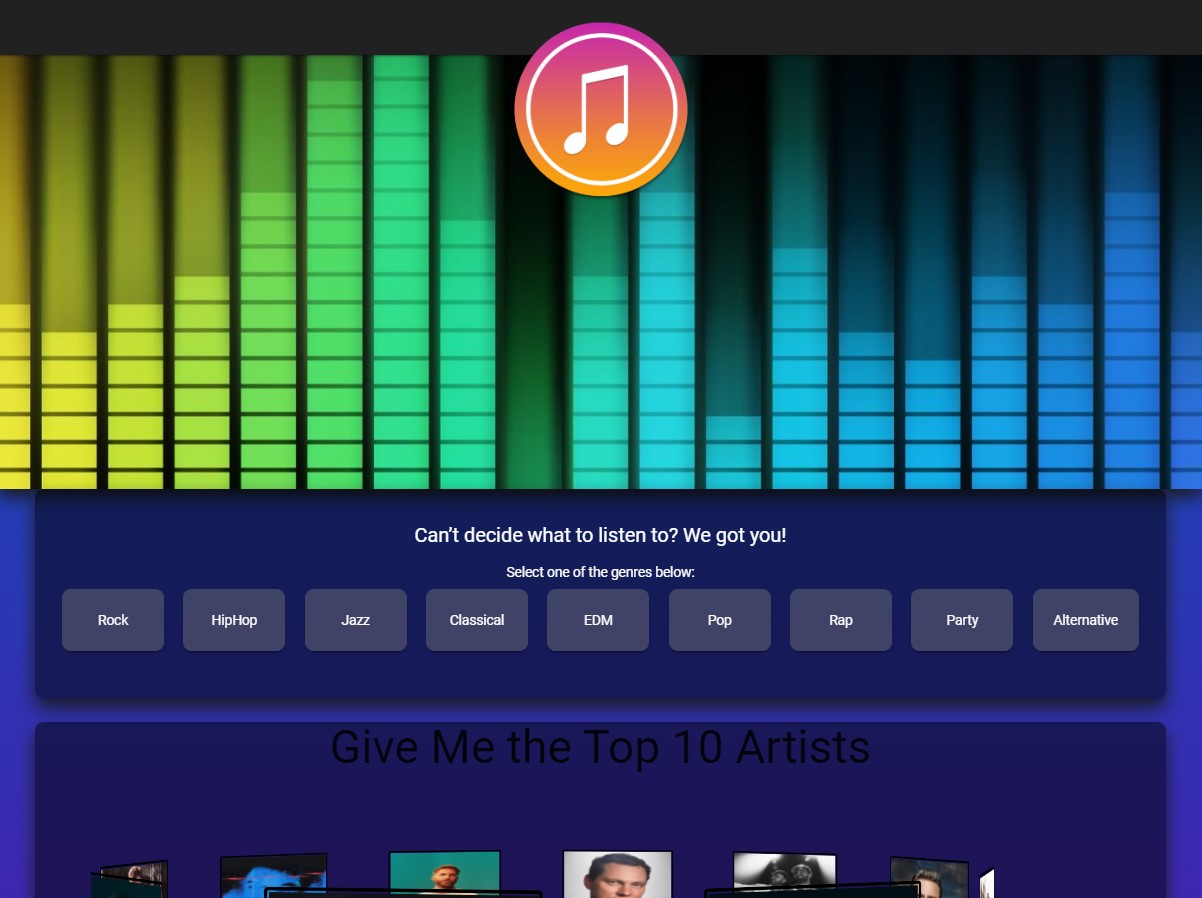 Can’t decide what to listen to? We got you!
Select one of the genres below:
Rock HipHop Jazz Classical EDM Pop Rap Party Alternative
Give Me the Top 10 Artists